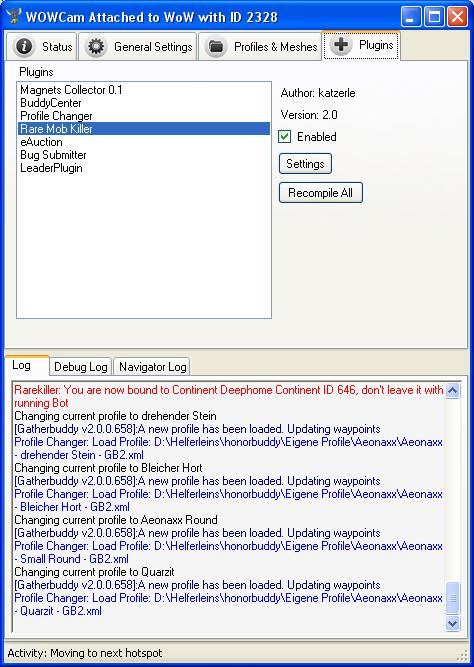 WOWCam Attached to WoW with ID 2328
Status
General Settings
Profiles & Meshes
Plugins
Plugins
Magnets Collector 0.1
BuddyCenter
Profile Changer
Rare Mob Killer
eAuction
Bug Submitter
LeaderPlugin
Author: katzerle
Version: 2.0
Enabled
Settings
Recompile All
Log
Debug Log
Navigator Log
Rarekiller: You are now bound to Continent Deephome Continent ID 646, don't leave it with
running Bot
Changing current profile to drehender Stein
[Gatherbuddy v2.0.0.658]:A new profile has been loaded. Updating waypoints
Profile Changer: Load Profile: D:\Helferleins\honorbuddy\Eigene Profile\Aeonaxx\Aeonaxx
- drehender Stein - GB2.xml
Changing current profile to Bleicher Hort
[Gatherbuddy v2.0.0.658]:A new profile has been loaded. Updating waypoints
Profile Changer: Load Profile: D:\Helferleins\honorbuddy\Eigene Profile\Aeonaxx\Aeonaxx
- Bleicher Hort - GB2.xml
Changing current profile to Aeonaxx Round
[Gatherbuddy v2.0.0.658]:A new profile has been loaded. Updating waypoints
Profile Changer: Load Profile: D:\Helferleins\honorbuddy\Eigene Profile\Aeonaxx\Aeonaxx
- Small Round - GB2.xml
Changing current profile to Quarzit
[Gatherbuddy v2.0.0.658]:A new profile has been loaded. Updating waypoints
Profile Changer: Load Profile: D:\Helferleins\honorbuddy\Eigene Profile\Aeonaxx\Aeonaxx
- Quarzit - GB2.xml
Activity: Moving to next hotspot